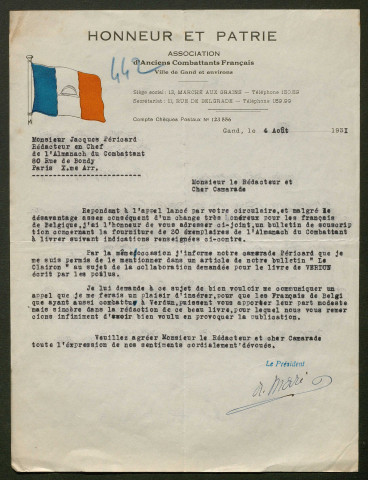 HONNEUR ET PATRIE
ASSOCIATION
d'Anciens Combattants Français
Ville de Gand et environs
442
Siège social : 13, MARCHÉ AUX GRAINS — Téléphone
Secrétariat : 11, RUE DE BELGRADE — Téléphone 159.99
Compte Chèques Postaux Nº
Gand, le 4 Août 1931
Monsieur Jacques Péricard
Rédacteur en Chef
de l'Almanach du Combattant
80 Rue de Bondy
Paris X.me Arr.
Monsieur le Rédacteur et
Cher Camarade
Répondant à l'appel lancé par votre circulaire, et malgré le
désavantage assez conséquent d'un change très onéreux pour les français
de Belgique, j'ai l'honneur de vous adresser ci-joint, un bulletin de souscrip
tion concernant la fourniture de 20 éxemplaires de l'Almanach du Combattant
à livrer suivant indications renseignées ci-contre.
Par la même occasion j'informe notre camarade Péricard que je
me suis permis de le mentionner dans un article de notre bulletin " Le
Clairon " au sujet de la collaboration demandée pour le livre de VERDUN
écrit par les poilus.
Je lui demande à ce sujet de bien vouloir me communiquer un
appel que je me ferais un plaisir d'insérer, pour que les Français de Belgi
que ayant aussi combattu à Verdun, puissent vous apporter leur part modeste
mais sincère dans la rédaction de ce beau livre, pour lequel nous vous remer
cions infiniment d'avoir bien voulu en provoquer la publication.
Veuillez agréer Monsieur le Rédacteur et cher Camarade
toute l'éxpression de nos sentiments cordialement dévoués.
Le Président